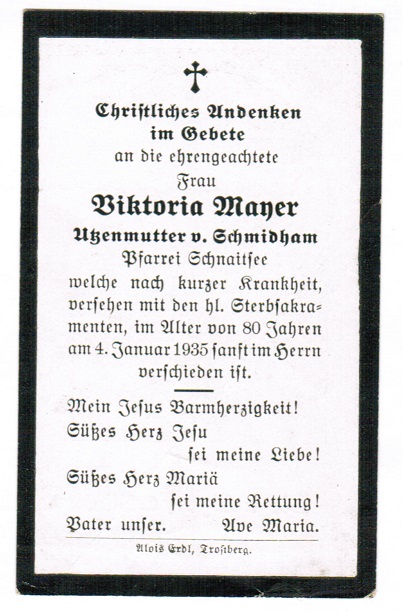 Christliches Andenken
im Gebete
an die ehrengeachtete
Frau
Viktoria Mayer
Utzenmutter v. Schmidham
Pfarrei Schnaitsee
welche nach kurzer Krankheit,
versehen mit den hl. Sterbsakra-
menten, im Alter von 80 Jahren
am 4. Januar 1935 sanft im Herrn
verschieden ist.
Mein Jesus Barmherzigkeit!
Süßes Herz Jesu
sei meine Liebe!
Süßes Herz Mariä
sei meine Rettung!
Vater unser. Ave Maria.
Alois Erdl, Trostberg.